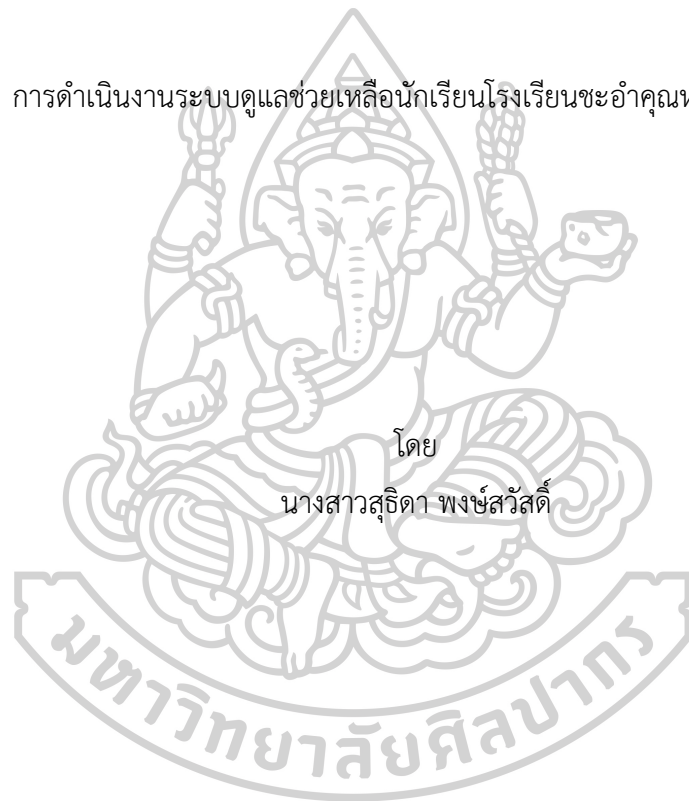 การดำเนินงานระบบดูแลช่วยเหลือนักเรียนโรงเรียนชะอำคุณห
โดย
นางสาวสุธิดา พงษ์สวัสดิ์
มหาวิทยาลัยศิลปากร